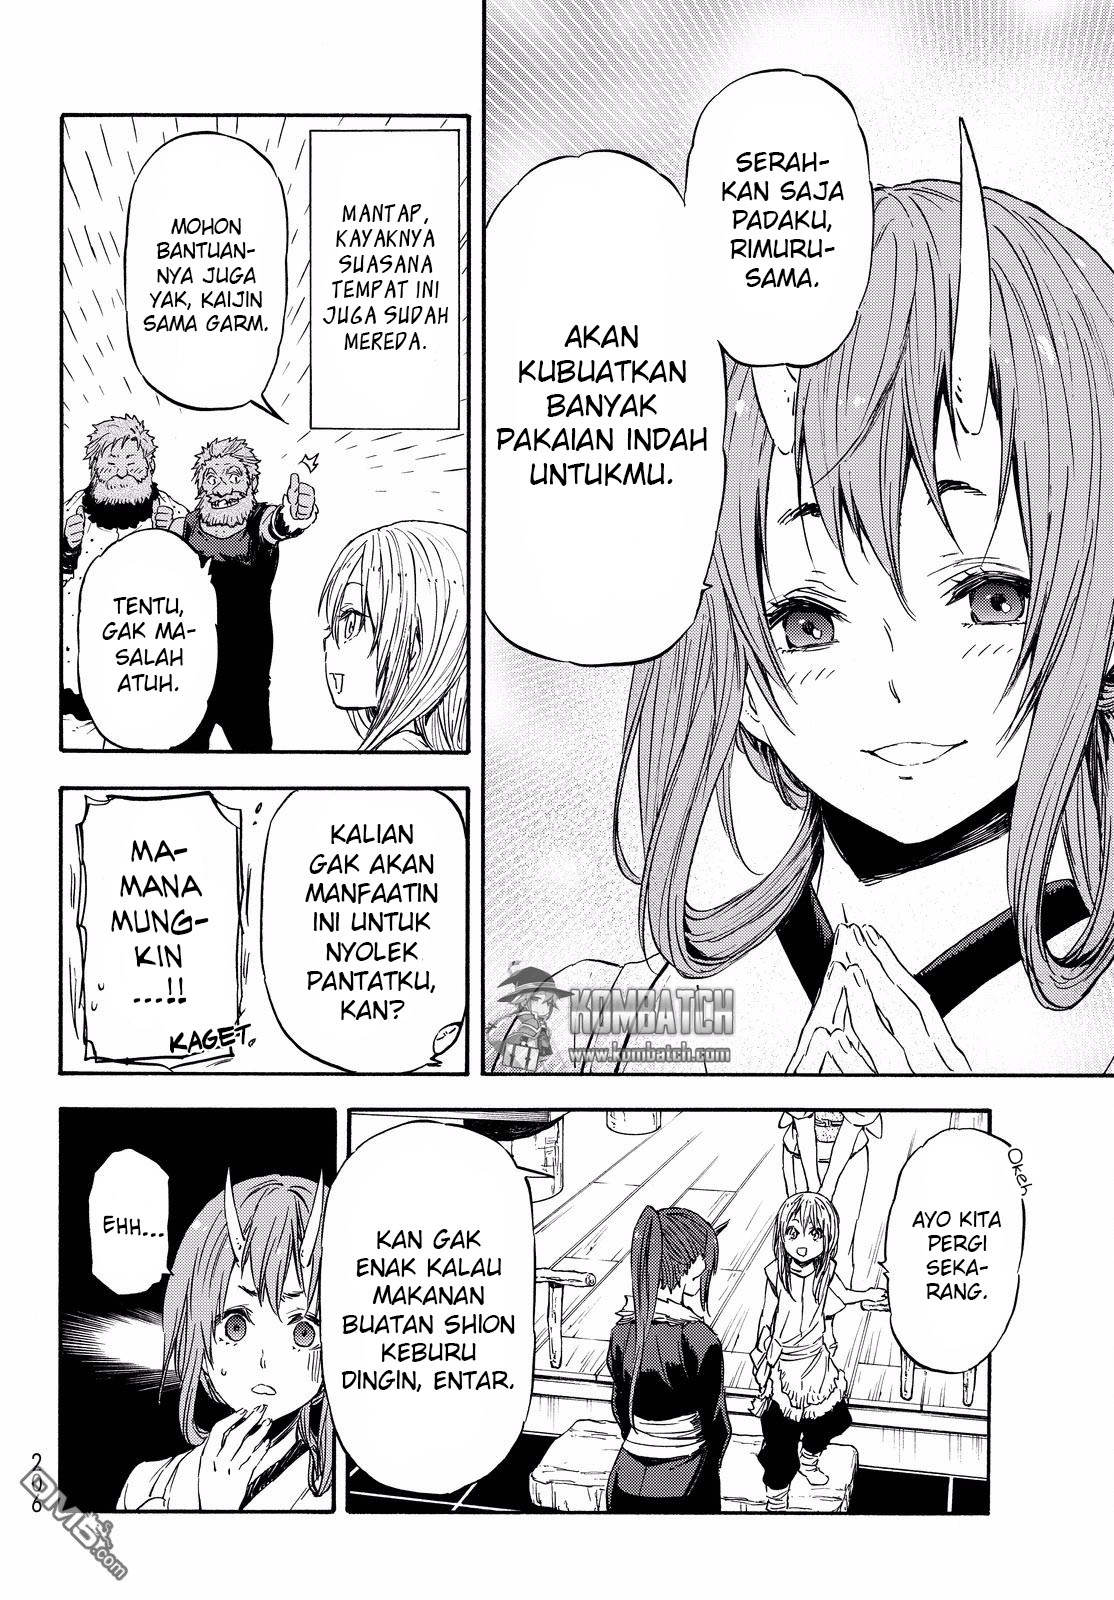 SERAH-
KAN SAJA
PADAKU,
RIMURU-
SAMA.
AKAN
KUBUATKAN
BANYAK
PAKAIAN INDAH
UNTUKMU.
MANTAP,
KAYAKNYA
SUASANA
TEMPAT INI
JUGA SUDAH
MEREDA.
MOHON
BANTUAN-
NYA JUGA
YAK, KAIJIN
SAMA GARM.
TENTU,
GAK MA-
SALAH
ATUH.
KALIAN
GAK AKAN
MANFAATIN
INI UNTUK
NYOLEK
PANTATKU,
KAN?
MA-
MANA
MUNG-
KIN
...!!
KAGET.
KOMBATCH
www.kombatch.com
Okeh
AYO KITA
PERGI
SEKA-
RANG.
KAN GAK
ENAK KALAU
MAKANAN
BUATAN SHION
KEBURU
DINGIN, ENTAR.
EHH...
206